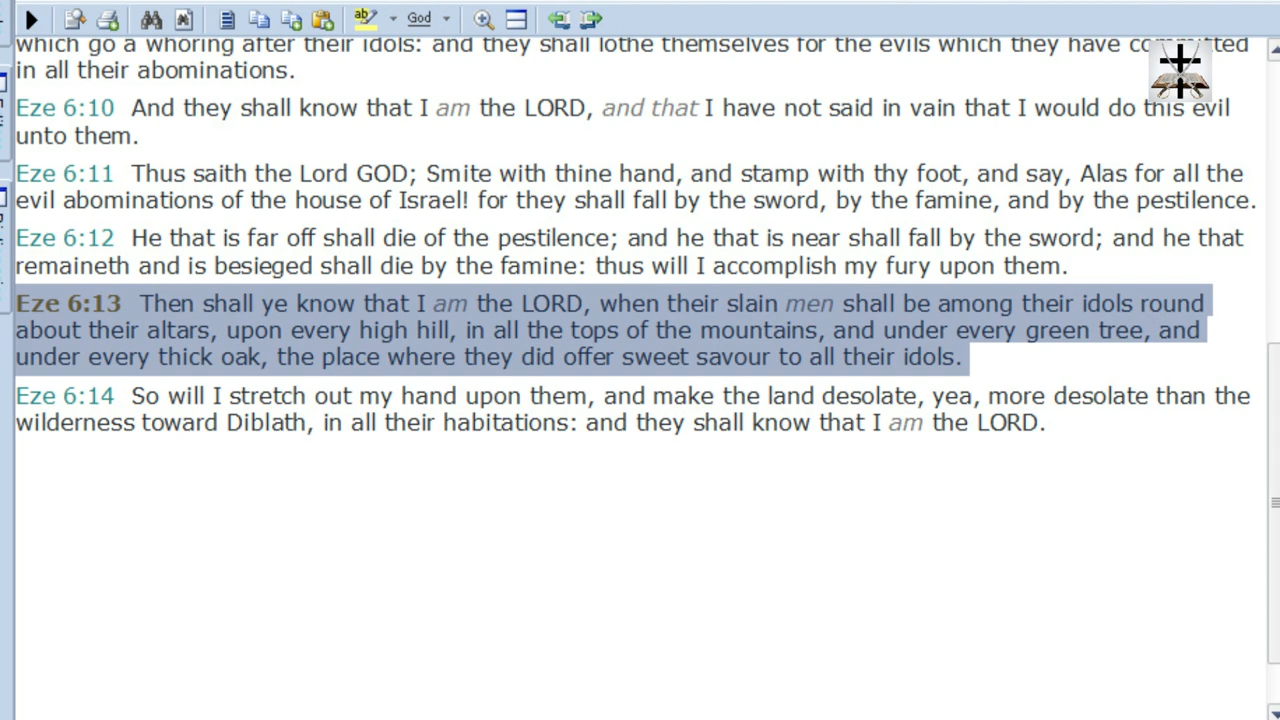 ab
God
which go a whoring after their idols: and they shall lothe themselves for the evils which they have committed
in all their abominations.
Eze 6:10 And they shall know that I am the LORD, and that I have not said in vain that I would do this evil
unto them.
Eze 6:11 Thus saith the Lord GOD; Smite with thine hand, and stamp with thy foot, and say, Alas for all the
evil abominations of the house of Israel! for they shall fall by the sword, by the famine, and by the pestilence.
Eze 6:12 He that is far off shall die of the pestilence; and he that is near shall fall by the sword; and he that
remaineth and is besieged shall die by the famine: thus will I accomplish my fury upon them.
Eze 6:13 Then shall ye know that I am the LORD, when their slain men shall be among their idols round
about their altars, upon every high hill, in all the tops of the mountains, and under every green tree, and
under every thick oak, the place where they did offer sweet savour to all their idols.
Eze 6:14 So will I stretch out my hand upon them, and make the land desolate, yea, more desolate than the
wilderness toward Diblath, in all their habitations: and they shall know that I am the LORD.